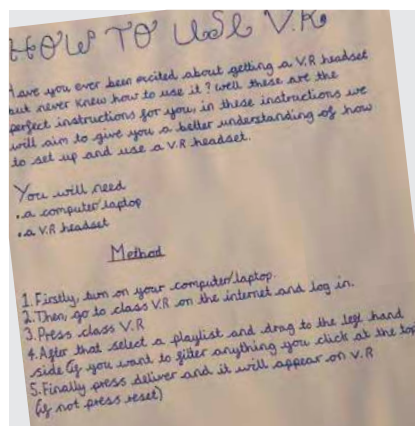 HOW TO USE V.R
Have you ever been excited about getting a V.R headset
but never knew how to use it? well these are the
perfect instructions for you, in these instructions we
will aim to give you a better understanding of how
to set up and use a V.R headset.
You will need
• a computer/laptop
• a V.R headset
Method
1. Firstly, turn on your computer/laptop.
2. Then, go to class V.R on the internet and log in.
3. Press class V.R
4. After that select a playlist and drag to the left hand
side (if you want to filter anything you click at the top
5. Finally press deliver and it will appear on V.R
(if not press reset)